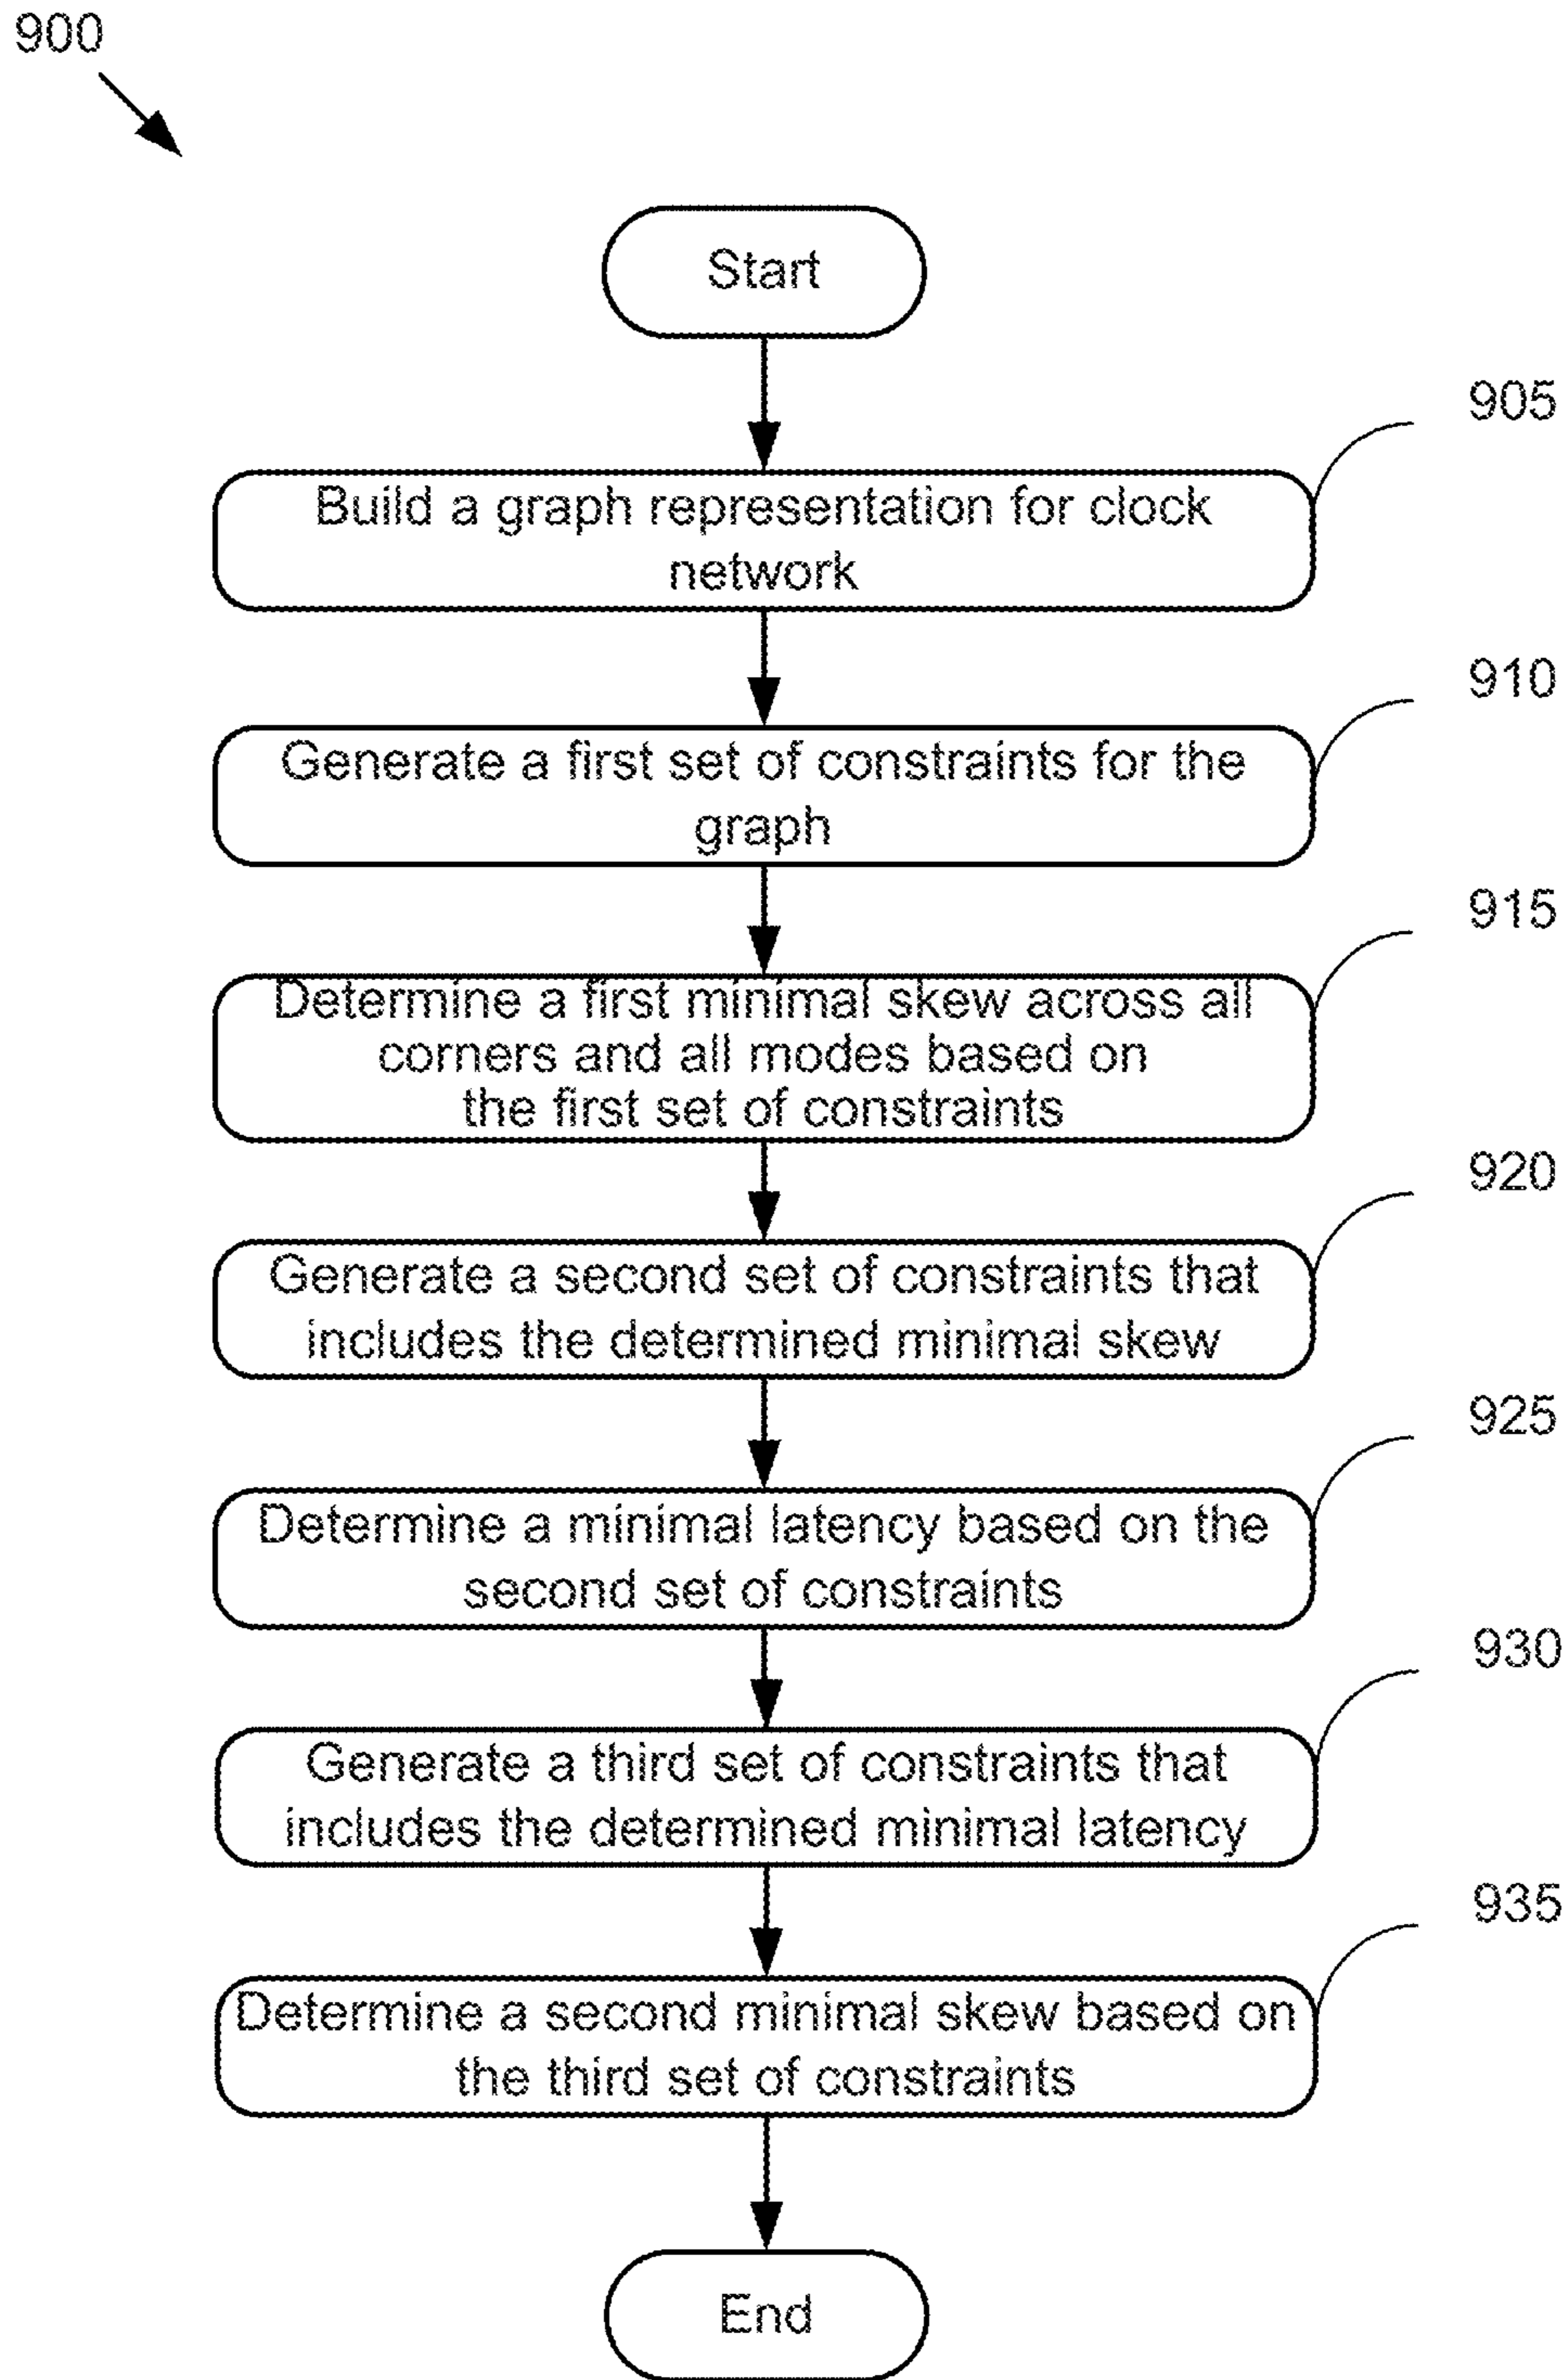 900
Start
905
Build a graph representation for clock
network
910
Generate a first set of constraints for the
graph
915
Determine a first minimal skew across all
corners and all modes based on
the first set of constraints
920
Generate a second set of constraints that
includes the determined minimal skew
925
Determine a minimal latency based on the
second set of constraints
930
Generate a third set of constraints that
includes the determined minimal latency
935
Determine a second minimal skew based on
the third set of constraints
End